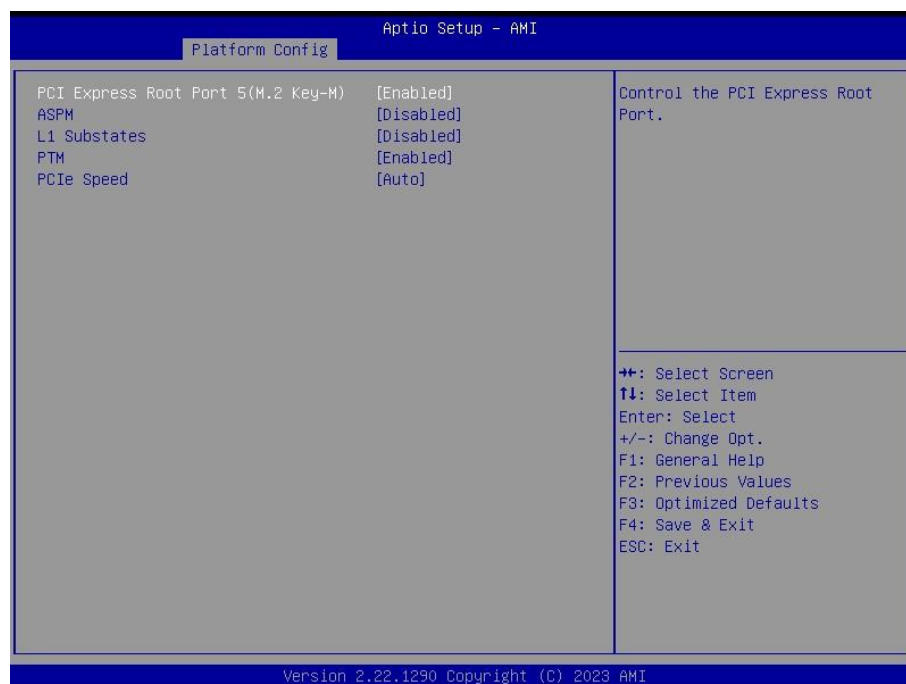 Aptio Setup – AMI
Platform Config
PCI Express Root Port 5(M.2 Key-M) [Enabled]
ASPM [Disabled]
L1 Substates [Disabled]
PTM [Enabled]
PCIe Speed [Auto]
Control the PCI Express Root
Port.
→←: Select Screen
↑↓: Select Item
Enter: Select
+/-: Change Opt.
F1: General Help
F2: Previous Values
F3: Optimized Defaults
F4: Save & Exit
ESC: Exit
Version 2.22.1290 Copyright (C) 2023 AMI